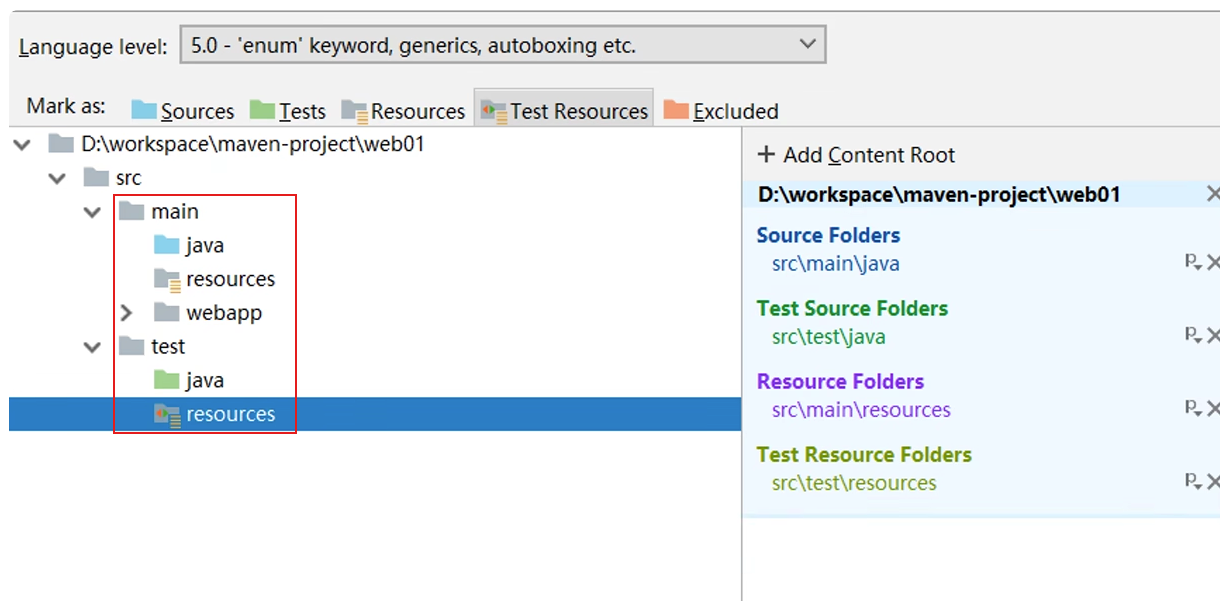 Language level: 5.0 - 'enum' keyword, generics, autoboxing etc.
Mark as: Sources Tests Resources Test Resources Excluded
D:\workspace\maven-project\web01
src
main
java
resources
webapp
test
java
resources
+ Add Content Root
D:\workspace\maven-project\web01
Source Folders
src\main\java
Test Source Folders
src\test\java
Resource Folders
src\main\resources
Test Resource Folders
src\test\resources